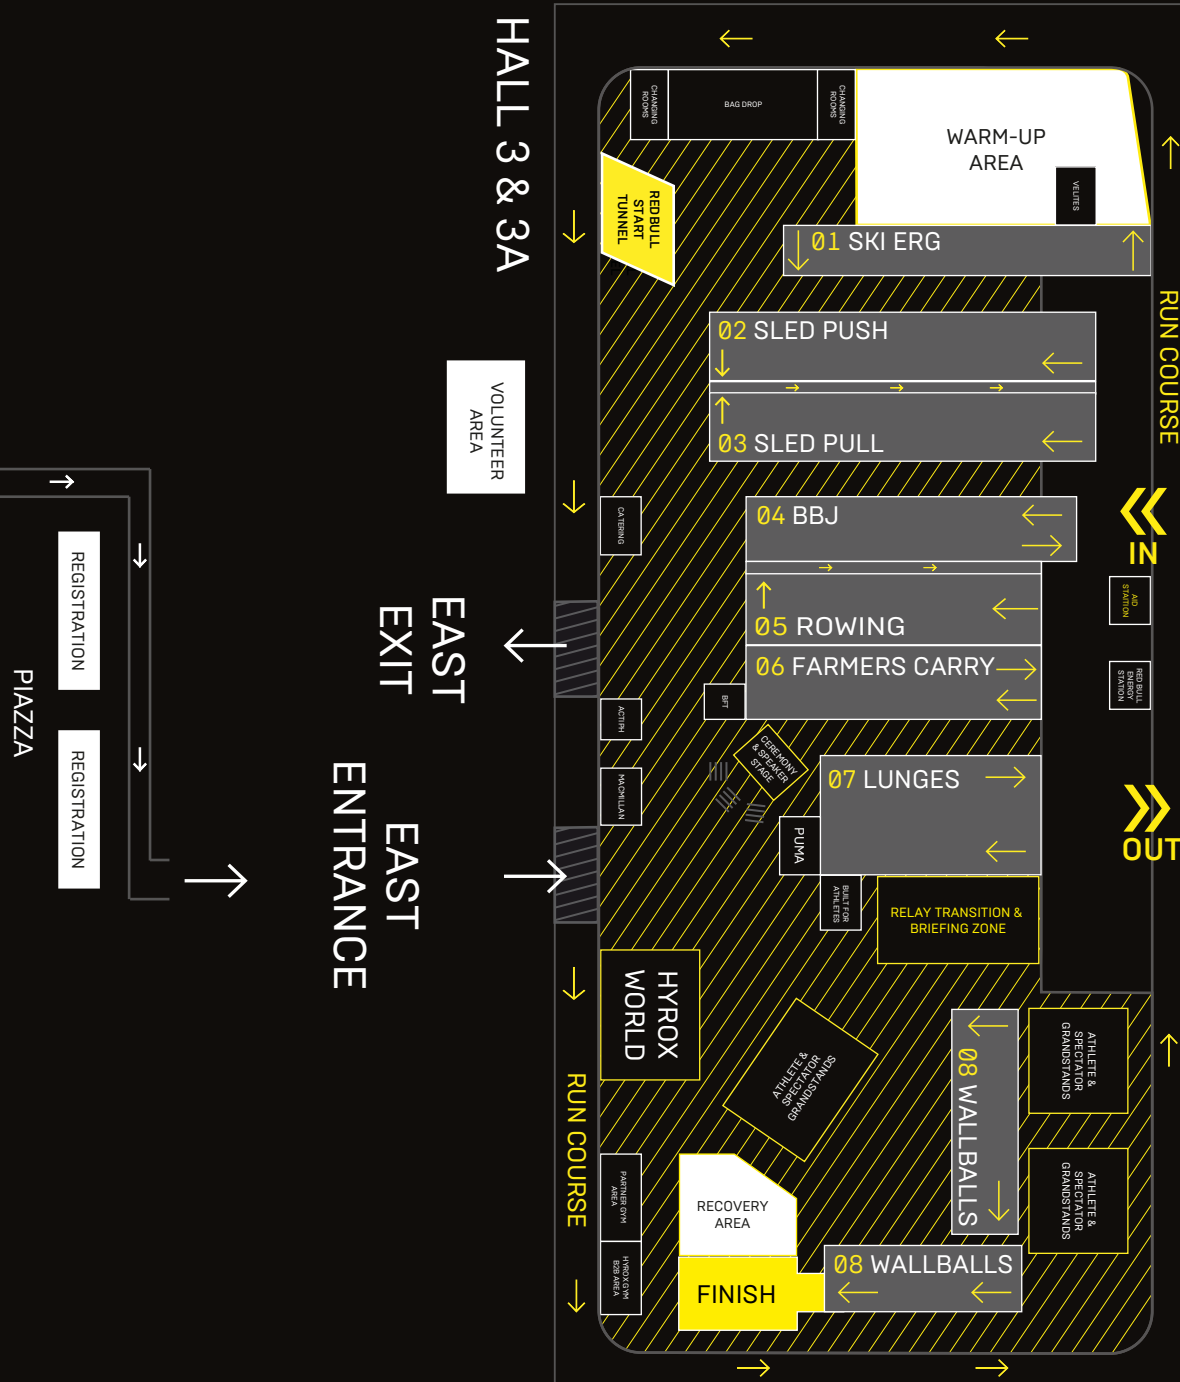 HALL 3 & 3A
CHANGING
ROOMS
BAG DROP
CHANGING
ROOMS
WARM-UP
AREA
VELITES
RED BULL
START
TUNNEL
01 SKI ERG
RUN COURSE
02 SLED PUSH
03 SLED PULL
VOLUNTEER
AREA
CATERING
04 BBJ
IN
AID
STAITION
05 ROWING
06 FARMERS CARRY
RED BULL
ENERGY
STATION
EAST
EXIT
BFT
ACTIPH
MACMILLAN
CEREMONY
& SPEAKER
STAGE
07 LUNGES
OUT
PUMA
BUILT FOR
ATHLETES
RELAY TRANSITION &
BRIEFING ZONE
REGISTRATION
PIAZZA
REGISTRATION
EAST
ENTRANCE
HYROX
WORLD
RUN COURSE
ATHLETE &
SPECTATOR
GRANDSTANDS
08 WALLBALLS
ATHLETE &
SPECTATOR
GRANDSTANDS
ATHLETE &
SPECTATOR
GRANDSTANDS
PARTNER GYM
AREA
HYROX GYM
B2B AREA
RECOVERY
AREA
FINISH
08 WALLBALLS